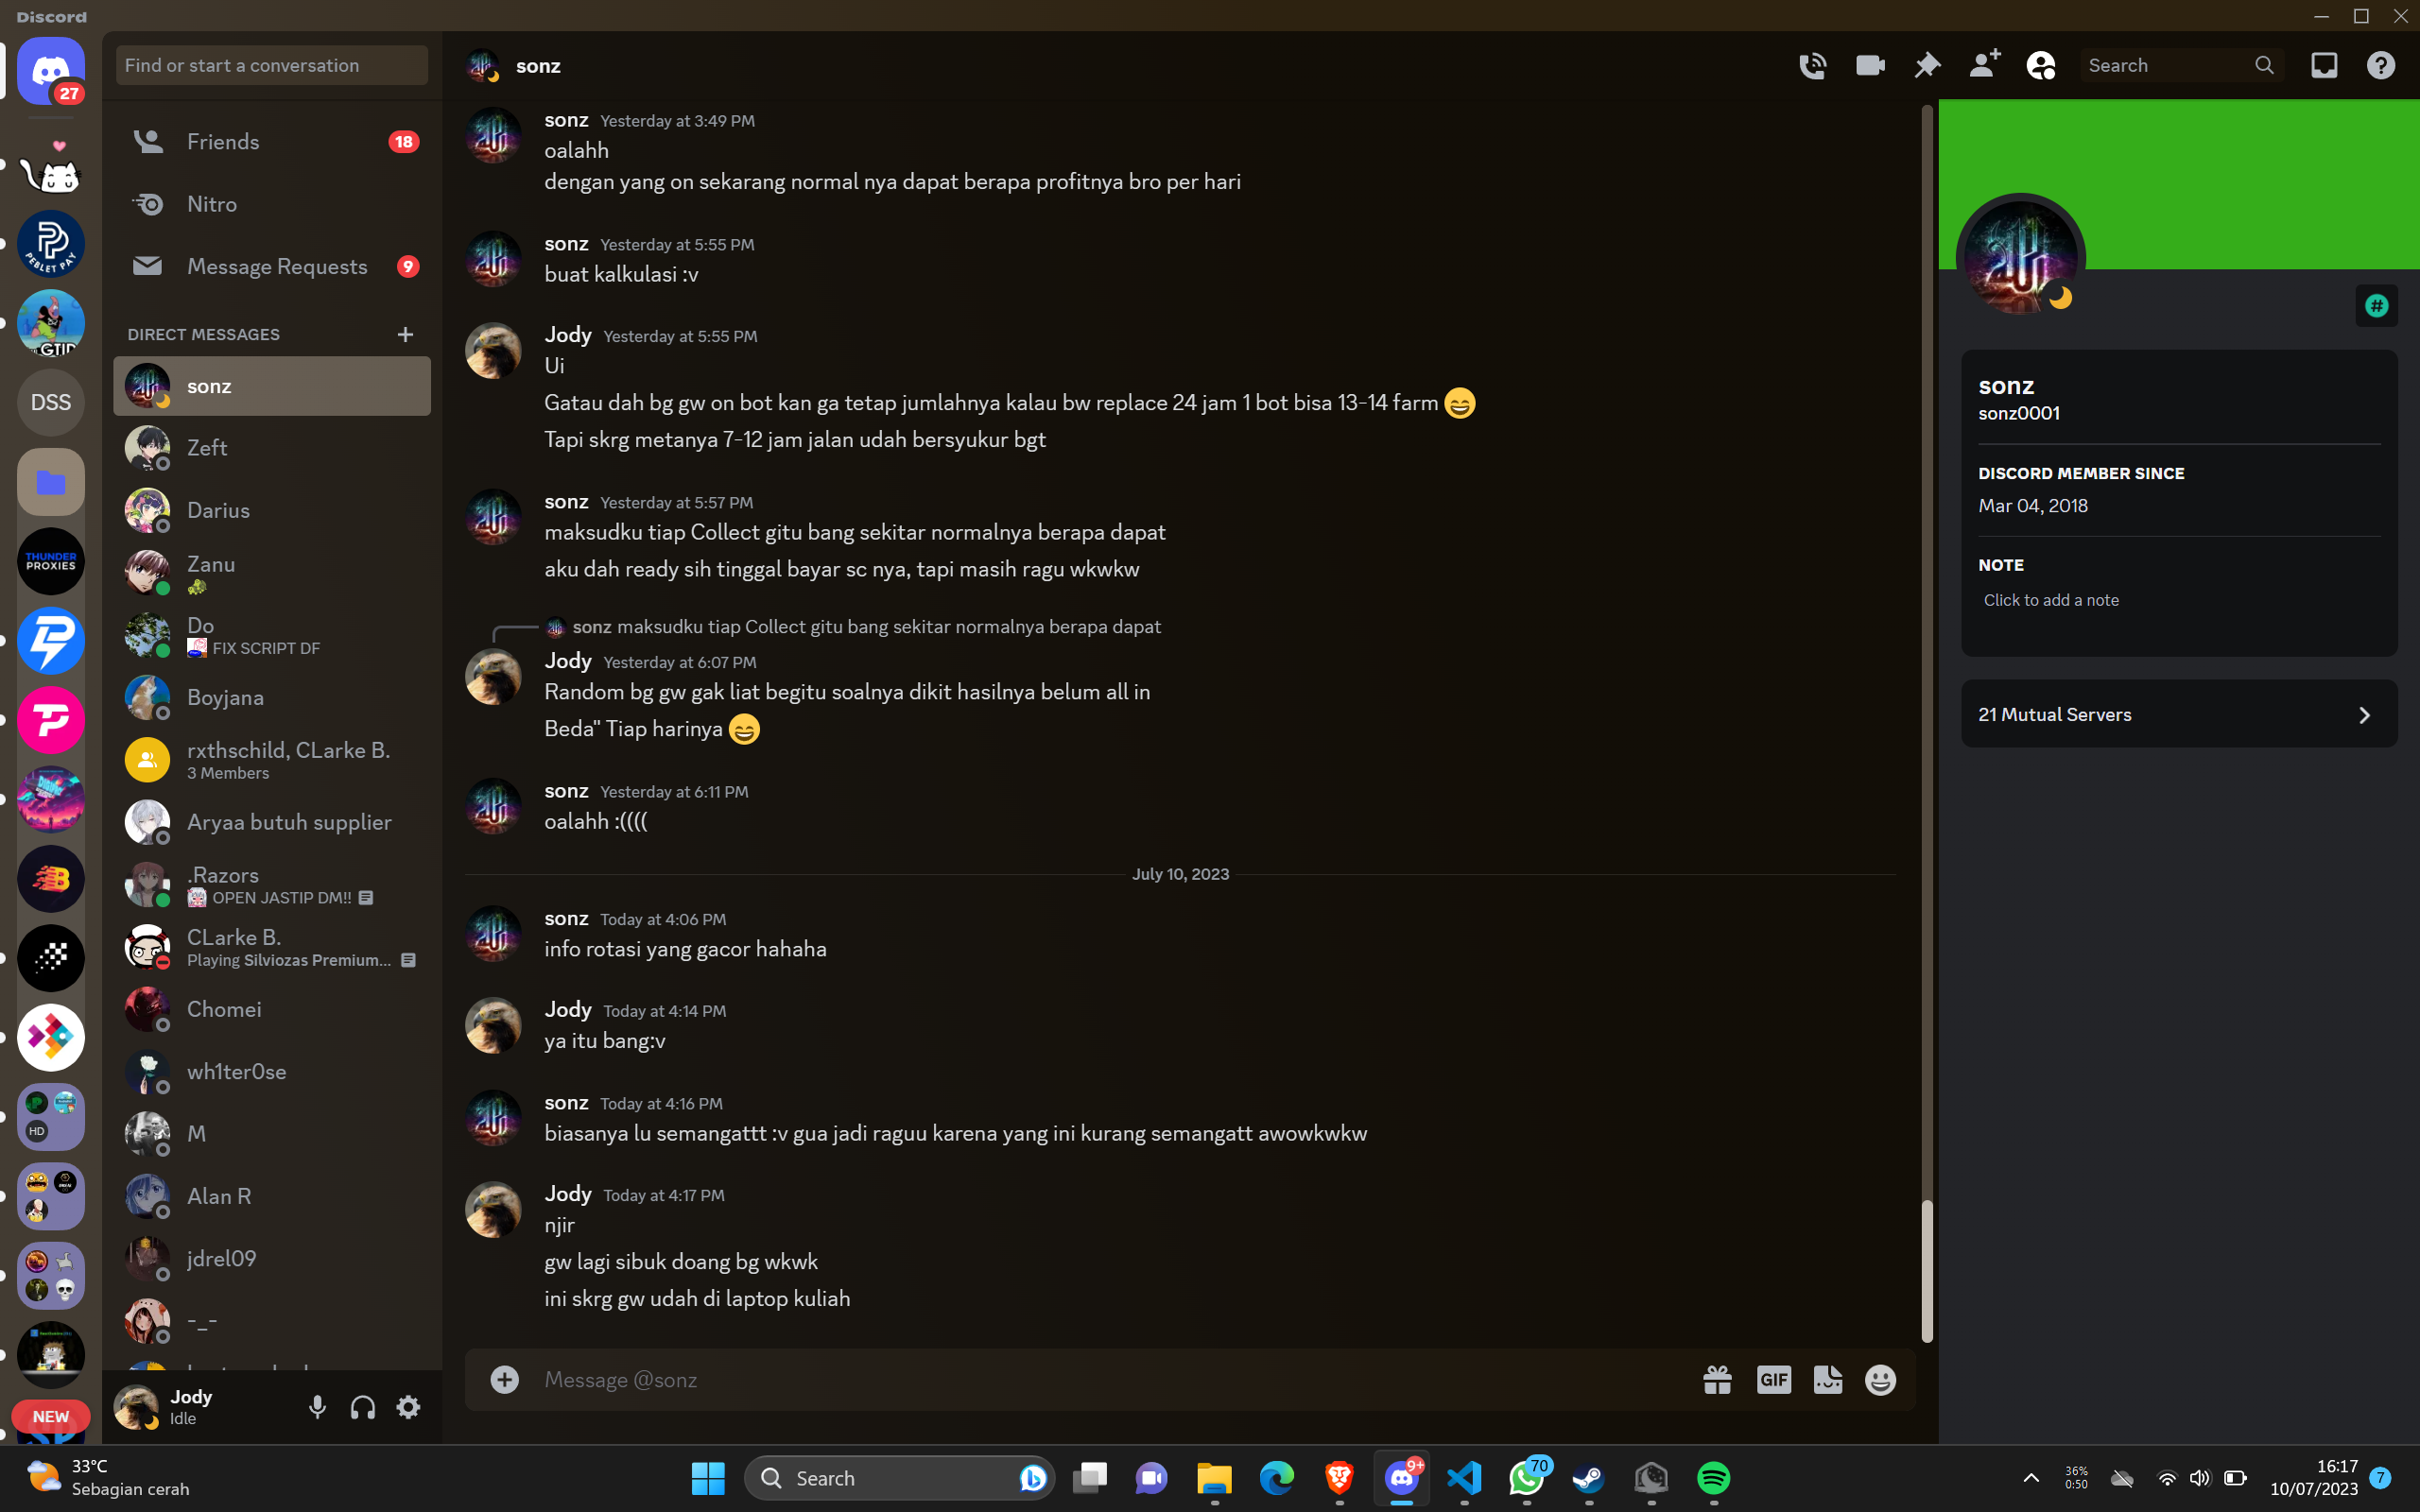 Discord
27
Find or start a conversation
Friends
18
Nitro
Message Requests
9
DIRECT MESSAGES
sonz
Zeft
Darius
Zanu
Do
FIX SCRIPT DF
Boyjana
rxthschild, CLarke B.
3 Members
Aryaa butuh supplier
.Razors
OPEN JASTIP DM!!
CLarke B.
Playing Silviozas Premium...
Chomei
wh1ter0se
M
Alan R
jdrel09
-_-
Jody
Idle
PEBLET PAY
GTID
DSS
THUNDER
PROXIES
HD
NEW
sonz
Search
sonz Yesterday at 3:49 PM
oalahh
dengan yang on sekarang normal nya dapat berapa profitnya bro per hari
sonz Yesterday at 5:55 PM
buat kalkulasi :v
Jody Yesterday at 5:55 PM
Ui
Gatau dah bg gw on bot kan ga tetap jumlahnya kalau bw replace 24 jam 1 bot bisa 13-14 farm 😄
Tapi skrg metanya 7-12 jam jalan udah bersyukur bgt
sonz Yesterday at 5:57 PM
maksudku tiap Collect gitu bang sekitar normalnya berapa dapat
aku dah ready sih tinggal bayar sc nya, tapi masih ragu wkwkw
sonz maksudku tiap Collect gitu bang sekitar normalnya berapa dapat
Jody Yesterday at 6:07 PM
Random bg gw gak liat begitu soalnya dikit hasilnya belum all in
Beda" Tiap harinya 😄
sonz Yesterday at 6:11 PM
oalahh :((((
July 10, 2023
sonz Today at 4:06 PM
info rotasi yang gacor hahaha
Jody Today at 4:14 PM
ya itu bang:v
sonz Today at 4:16 PM
biasanya lu semangattt :v gua jadi raguu karena yang ini kurang semangatt awowkwkw
Jody Today at 4:17 PM
njir
gw lagi sibuk doang bg wkwk
ini skrg gw udah di laptop kuliah
Message @sonz
GIF
sonz
sonz0001
DISCORD MEMBER SINCE
Mar 04, 2018
NOTE
Click to add a note
21 Mutual Servers
33°C
Sebagian cerah
Search
9+
70
36%
0:50
16:17
10/07/2023
7